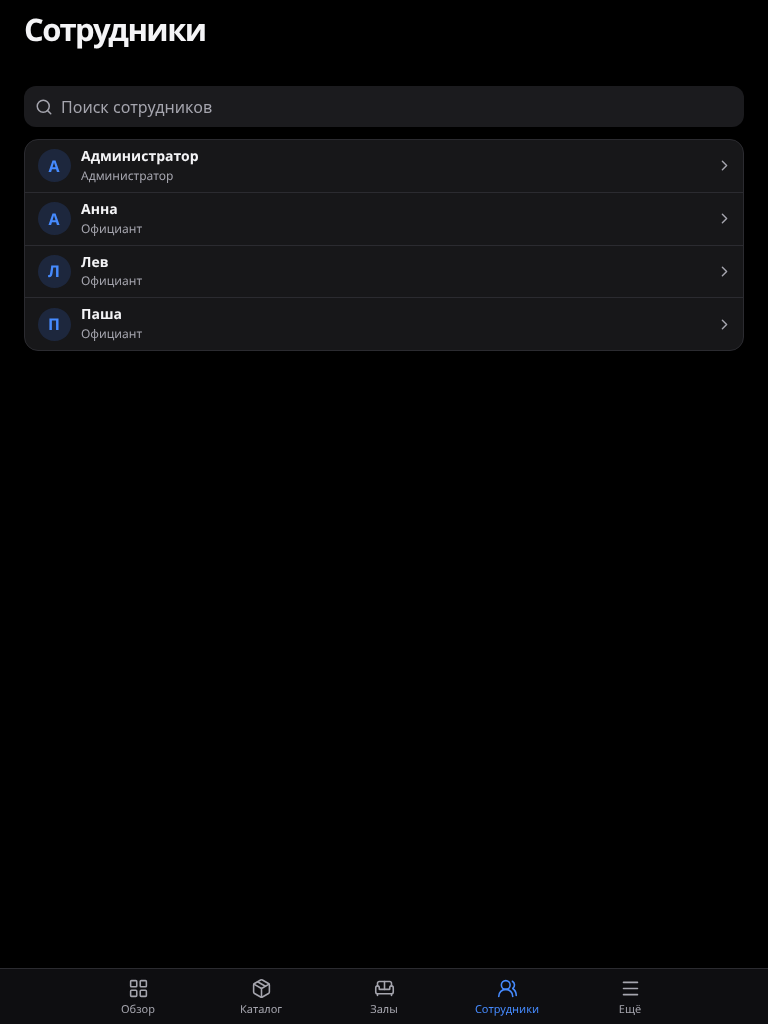 Сотрудники
Поиск сотрудников
А
Администратор
Администратор
А
Анна
Официант
Л
Лев
Официант
П
Паша
Официант
Обзор
Каталог
Залы
Сотрудники
Ещё